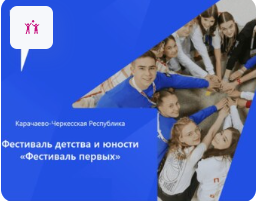 Карачаево-Черкесская Республика
Фестиваль детства и юности
«Фестиваль первых»